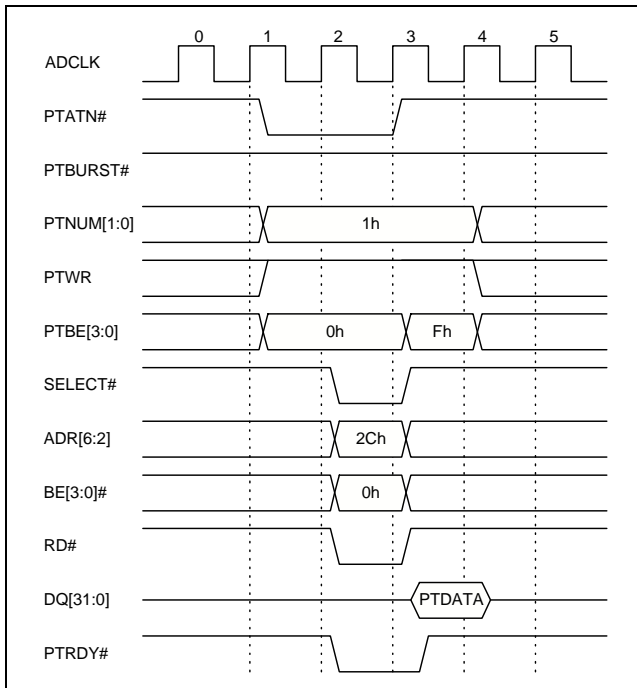 0 1 2 3 4 5
ADCLK
PTATN#
PTBURST#
PTNUM[1:0] 1h
PTWR
PTBE[3:0] 0h Fh
SELECT#
ADR[6:2] 2Ch
BE[3:0]# 0h
RD#
DQ[31:0] PTDATA
PTRDY#